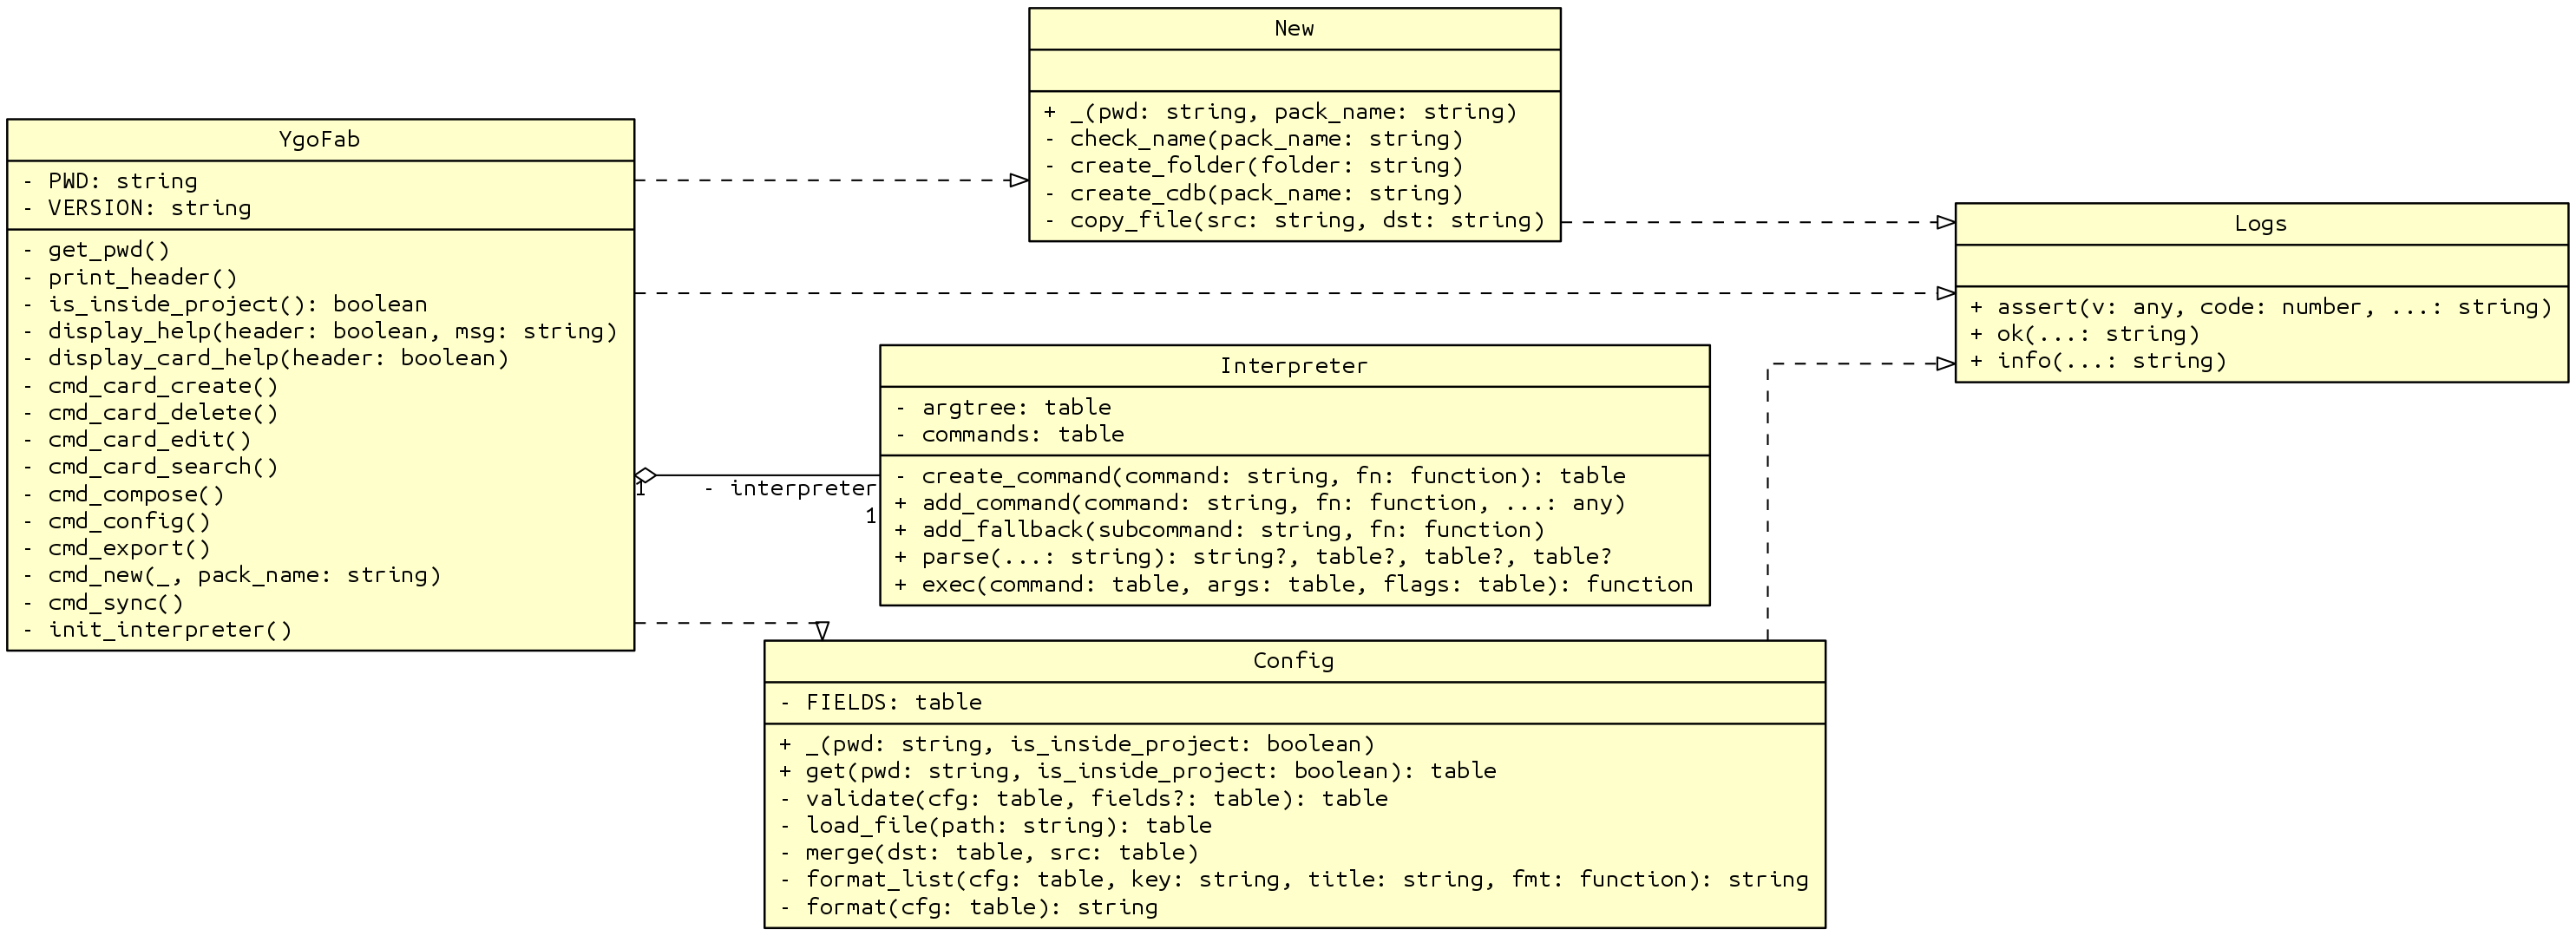 YgoFab
- PWD: string
- VERSION: string
- get_pwd()
- print_header()
- is_inside_project(): boolean
- display_help(header: boolean, msg: string)
- display_card_help(header: boolean)
- cmd_card_create()
- cmd_card_delete()
- cmd_card_edit()
- cmd_card_search()
- cmd_compose()
- cmd_config()
- cmd_export()
- cmd_new(_, pack_name: string)
- cmd_sync()
- init_interpreter()
1
- interpreter
1
New
+ _(pwd: string, pack_name: string)
- check_name(pack_name: string)
- create_folder(folder: string)
- create_cdb(pack_name: string)
- copy_file(src: string, dst: string)
Interpreter
- argtree: table
- commands: table
- create_command(command: string, fn: function): table
+ add_command(command: string, fn: function, ...: any)
+ add_fallback(subcommand: string, fn: function)
+ parse(...: string): string?, table?, table?, table?
+ exec(command: table, args: table, flags: table): function
Config
- FIELDS: table
+ _(pwd: string, is_inside_project: boolean)
+ get(pwd: string, is_inside_project: boolean): table
- validate(cfg: table, fields?: table): table
- load_file(path: string): table
- merge(dst: table, src: table)
- format_list(cfg: table, key: string, title: string, fmt: function): string
- format(cfg: table): string
Logs
+ assert(v: any, code: number, ...: string)
+ ok(...: string)
+ info(...: string)